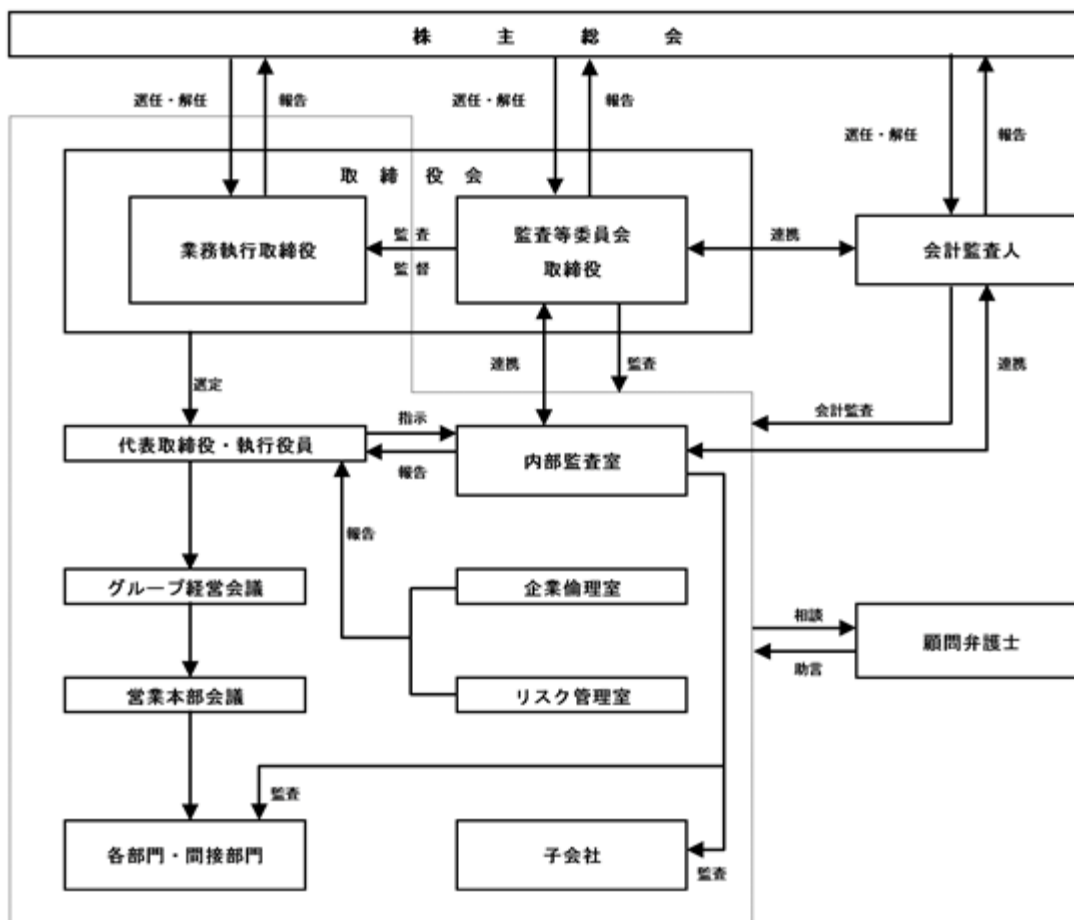 株主総会
選任・解任
報告
選任・解任
報告
選任・解任
報告
取締役会
業務執行取締役
監査
監督
監査等委員会
取締役
連携
会計監査人
選定
連携
監査
連携
会計監査
代表取締役・執行役員
指示
報告
内部監査室
報告
グループ経営会議
企業倫理室
相談
助言
顧問弁護士
営業本部会議
リスク管理室
監査
各部門・間接部門
子会社
監査